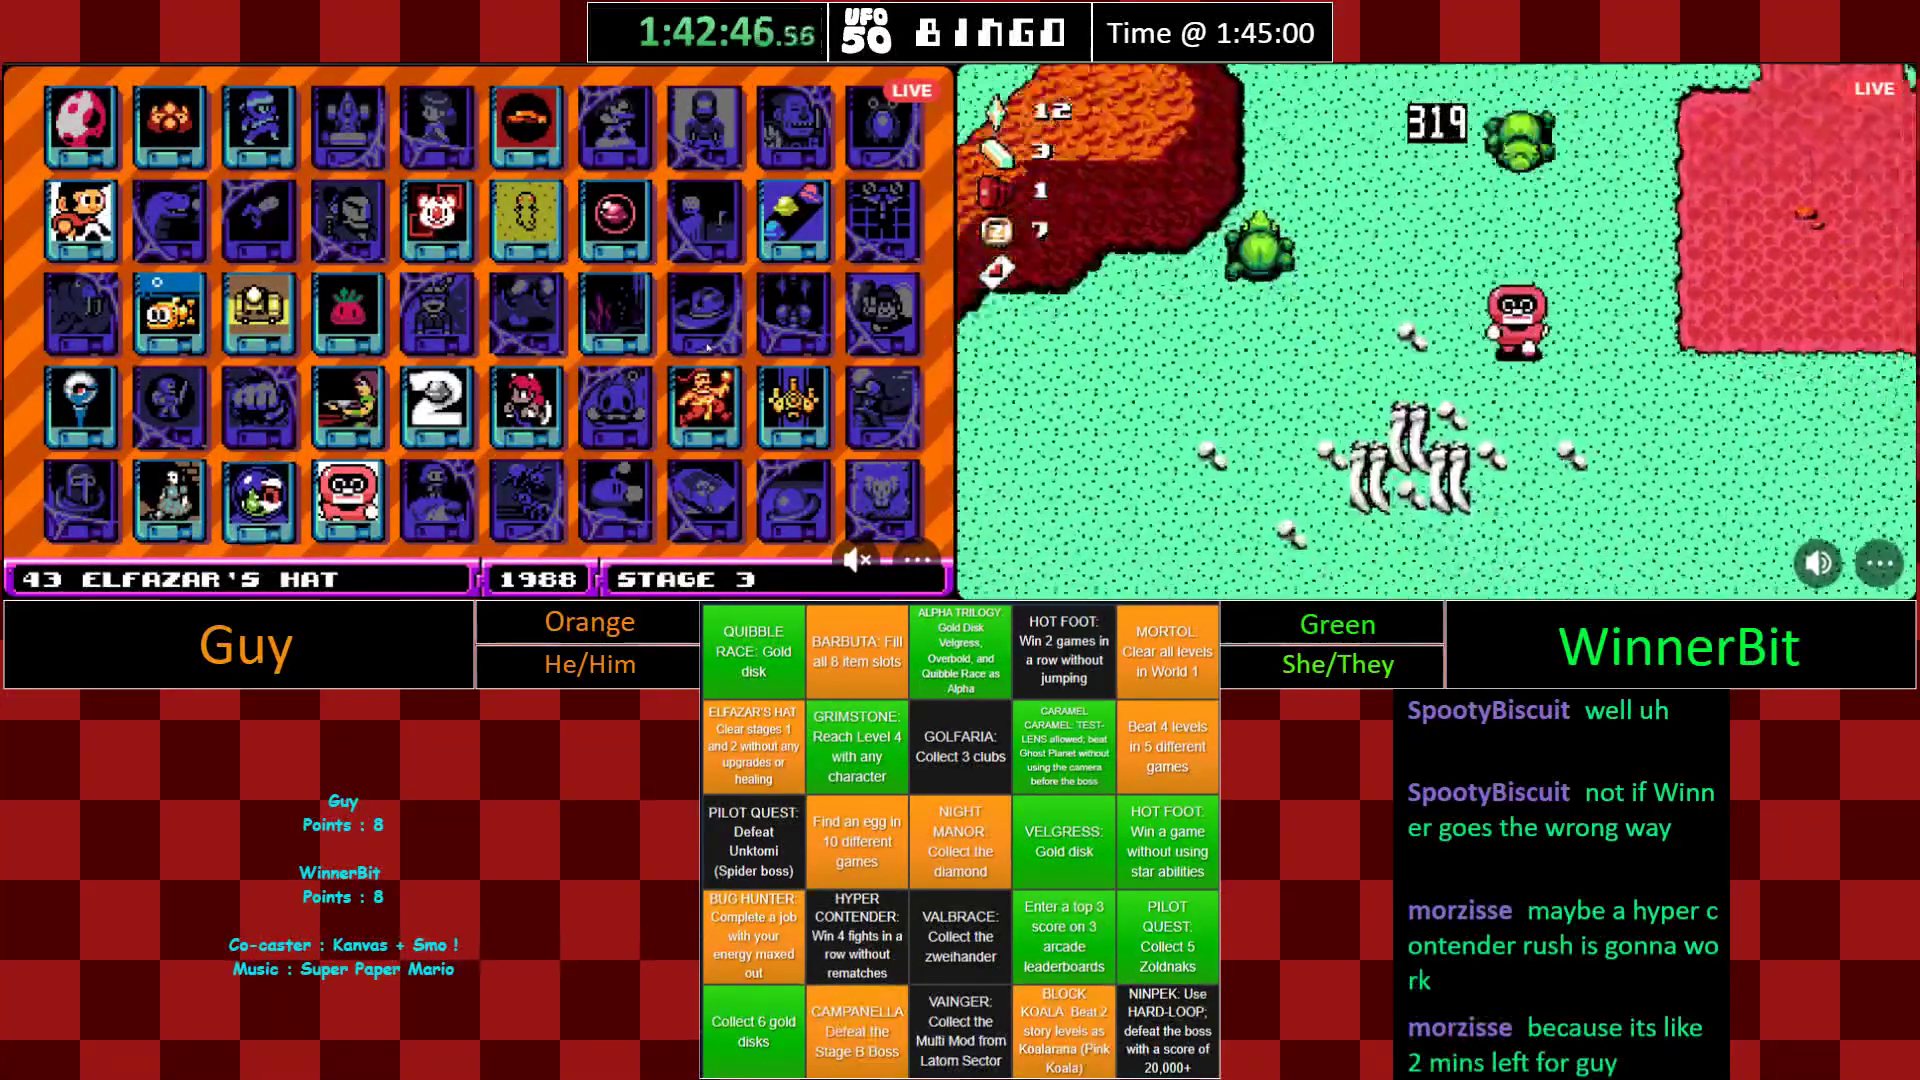 1:42:46.56
UFO 50
BINGO
Time @ 1:45:00
LIVE
LIVE
12
3
1
7
319
2
43 ELFAZAR'S HAT
1988
STAGE 3
Guy
Orange
He/Him
Green
She/They
WinnerBit
QUIBBLE
RACE: Gold
disk
BARBUTA: Fill
all 8 item slots
ALPHA TRILOGY:
Gold Disk
Velgress,
Overbold, and
Quibble Race as
Alpha
HOT FOOT:
Win 2 games in
a row without
jumping
MORTOL:
Clear all levels
in World 1
ELFAZAR'S HAT:
Clear stages 1
and 2 without any
upgrades or
healing
GRIMSTONE:
Reach Level 4
with any
character
GOLFARIA:
Collect 3 clubs
CARAMEL
CARAMEL: TEST-
LENS allowed; beat
Ghost Planet without
using the camera
before the boss
Beat 4 levels
in 5 different
games
PILOT QUEST:
Defeat
Unktomi
(Spider boss)
Find an egg in
10 different
games
NIGHT
MANOR:
Collect the
diamond
VELGRESS:
Gold disk
HOT FOOT:
Win a game
without using
star abilities
BUG HUNTER:
Complete a job
with your
energy maxed
out
HYPER
CONTENDER:
Win 4 fights in a
row without
rematches
VALBRACE:
Collect the
zweihander
Enter a top 3
score on 3
arcade
leaderboards
PILOT
QUEST:
Collect 5
Zoldnaks
Collect 6 gold
disks
CAMPANELLA:
Defeat the
Stage B Boss
VAINGER:
Collect the
Multi Mod from
Latom Sector
BLOCK
KOALA: Beat 2
story levels as
Koalarana (Pink
Koala)
NINPEK: Use
HARD-LOOP;
defeat the boss
with a score of
20,000+
Guy
Points : 8
WinnerBit
Points : 8
Co-caster : Kanvas + Smo !
Music : Super Paper Mario
SpootyBiscuit well uh
SpootyBiscuit not if Winn
er goes the wrong way
morzisse maybe a hyper c
ontender rush is gonna wo
rk
morzisse because its like
2 mins left for guy